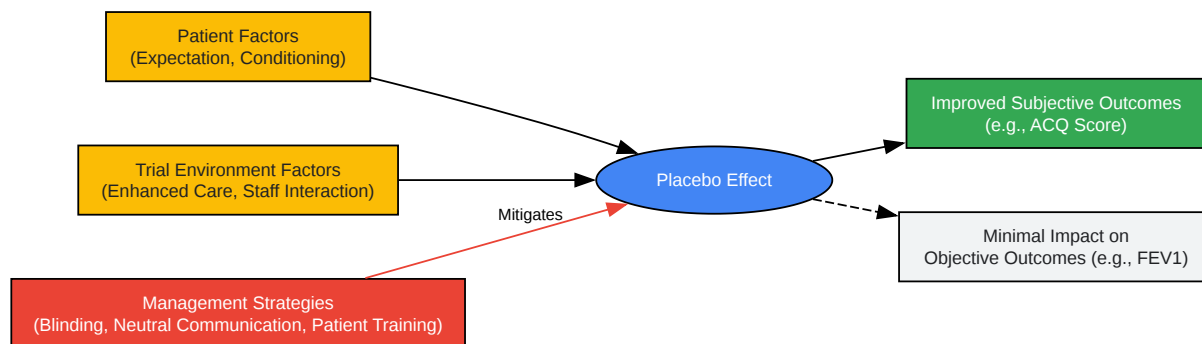 Patient Factors
(Expectation, Conditioning)
Trial Environment Factors
(Enhanced Care, Staff Interaction)
Mitigates
Management Strategies
(Blinding, Neutral Communication, Patient Training)
Placebo Effect
Improved Subjective Outcomes
(e.g., ACQ Score)
Minimal Impact on
Objective Outcomes (e.g., FEV1)